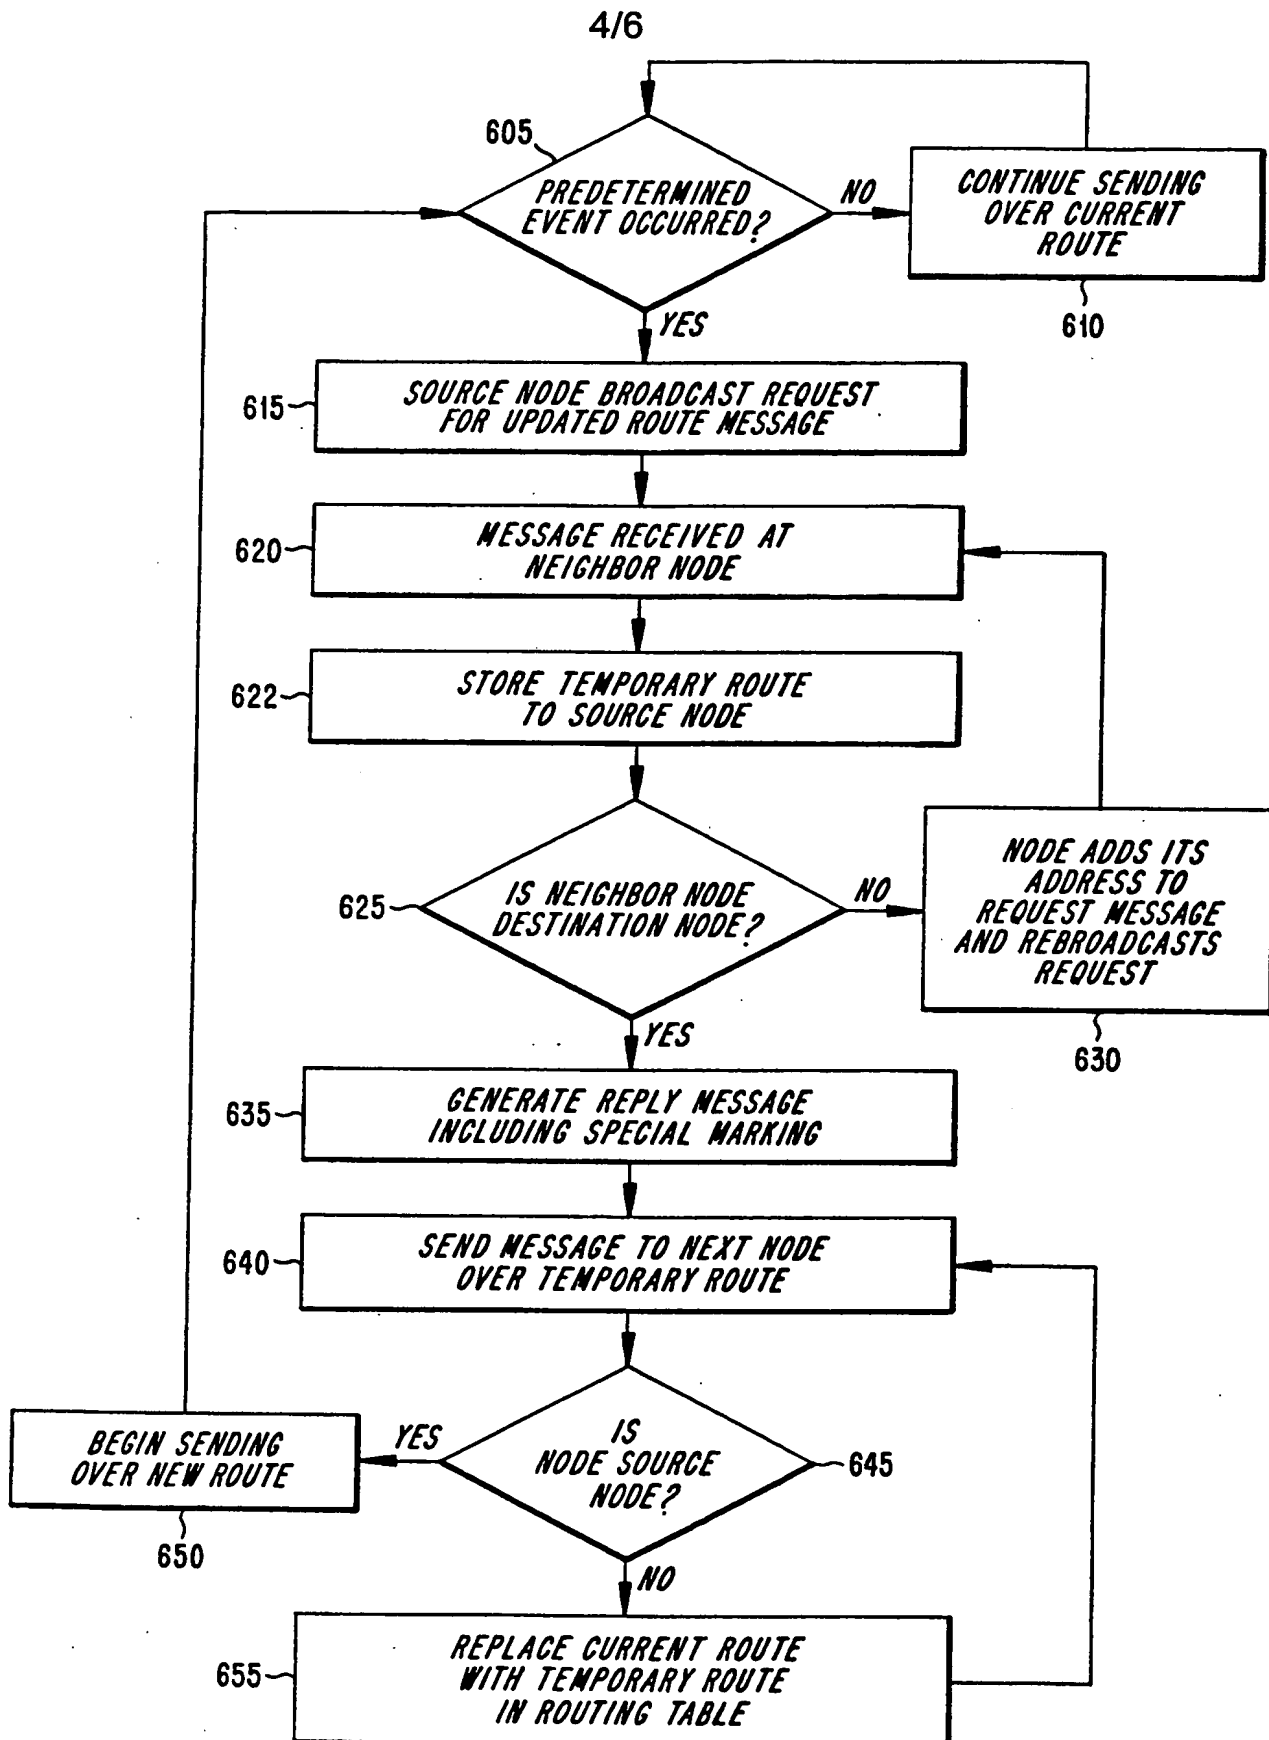 4/6
605
PREDETERMINED
EVENT OCCURRED?
NO
CONTINUE SENDING
OVER CURRENT
ROUTE
610
YES
615
SOURCE NODE BROADCAST REQUEST
FOR UPDATED ROUTE MESSAGE
620
MESSAGE RECEIVED AT
NEIGHBOR NODE
622
STORE TEMPORARY ROUTE
TO SOURCE NODE
625
IS NEIGHBOR NODE
DESTINATION NODE?
NO
NODE ADDS ITS
ADDRESS TO
REQUEST MESSAGE
AND REBROADCASTS
REQUEST
630
YES
635
GENERATE REPLY MESSAGE
INCLUDING SPECIAL MARKING
640
SEND MESSAGE TO NEXT NODE
OVER TEMPORARY ROUTE
IS
NODE SOURCE
NODE?
645
YES
BEGIN SENDING
OVER NEW ROUTE
650
NO
655
REPLACE CURRENT ROUTE
WITH TEMPORARY ROUTE
IN ROUTING TABLE